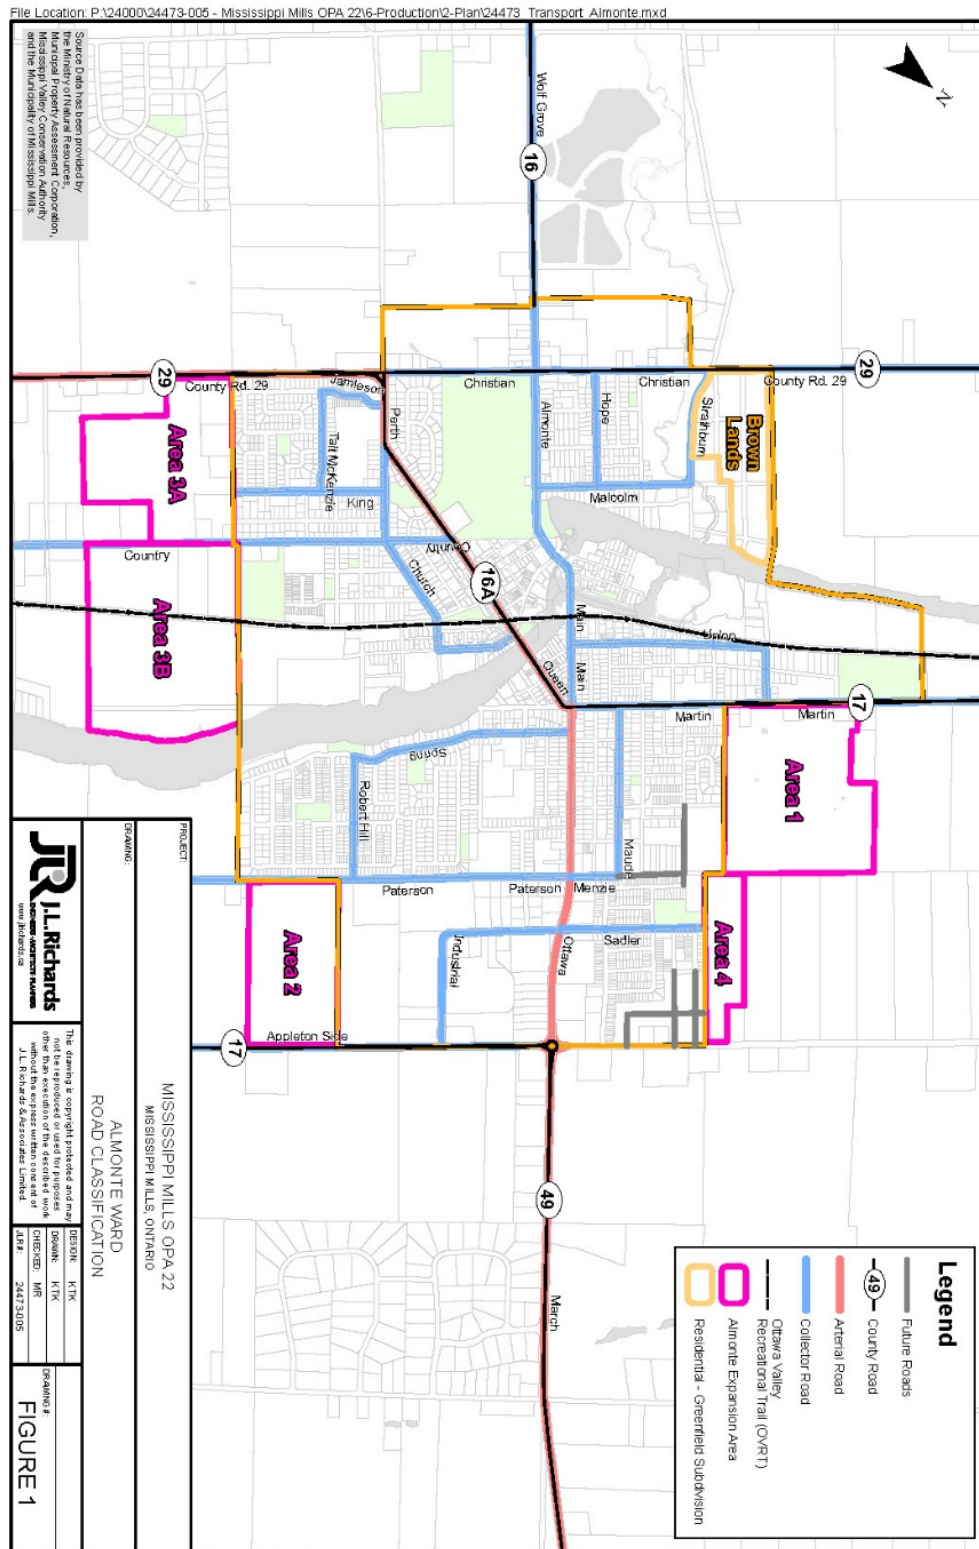 File Location: P:\24000\24473-005 - Mississippi Mills OPA 22\6-Production\2-Plan\24473_Transport_Almonte.mxd
Source Data has been provided by
the Ministry of Natural Resources,
Municipal Property Assessment Corporation,
Mississippi Valley Conservation Authority
and the Municipality of Mississippi Mills.
N
Wolf Grove
16
29
County Rd. 29
Jamieson
Christian
Christian
County Rd. 29
29
Perth
Tait McKenzie
King
Almonte
Hope
Malcolm
Strathburn
Brown
Lands
Area 3A
Country
County
Church
16A
Main
Main
Union
Queen
Area 3B
Martin
Martin
17
Area 1
Spring
Robert Hill
Maude
Paterson
Paterson
Menzie
Area 2
Industrial
Ottawa
Sadler
Area 4
Appleton Side
17
49
March
Legend
Future Roads
49
County Road
Arterial Road
Collector Road
Ottawa Valley
Recreational Trail (OVRT)
Almonte Expansion Area
Residential - Greenfield Subdivision
PROJECT:
MISSISSIPPI MILLS OPA 22
MISSISSIPPI MILLS, ONTARIO
DRAWING:
ALMONTE WARD
ROAD CLASSIFICATION
JLR J.L.Richards
ENGINEERS · ARCHITECTS · PLANNERS
www.jlrichards.ca
This drawing is copyright protected and may
not be reproduced or used for purposes
other than execution of the described work
without the express written consent of
J.L. Richards & Associates Limited.
DESIGN: KTK
DRAWN: KTK
CHECKED: MR
JLR #: 24473-005
DRAWING #:
FIGURE 1